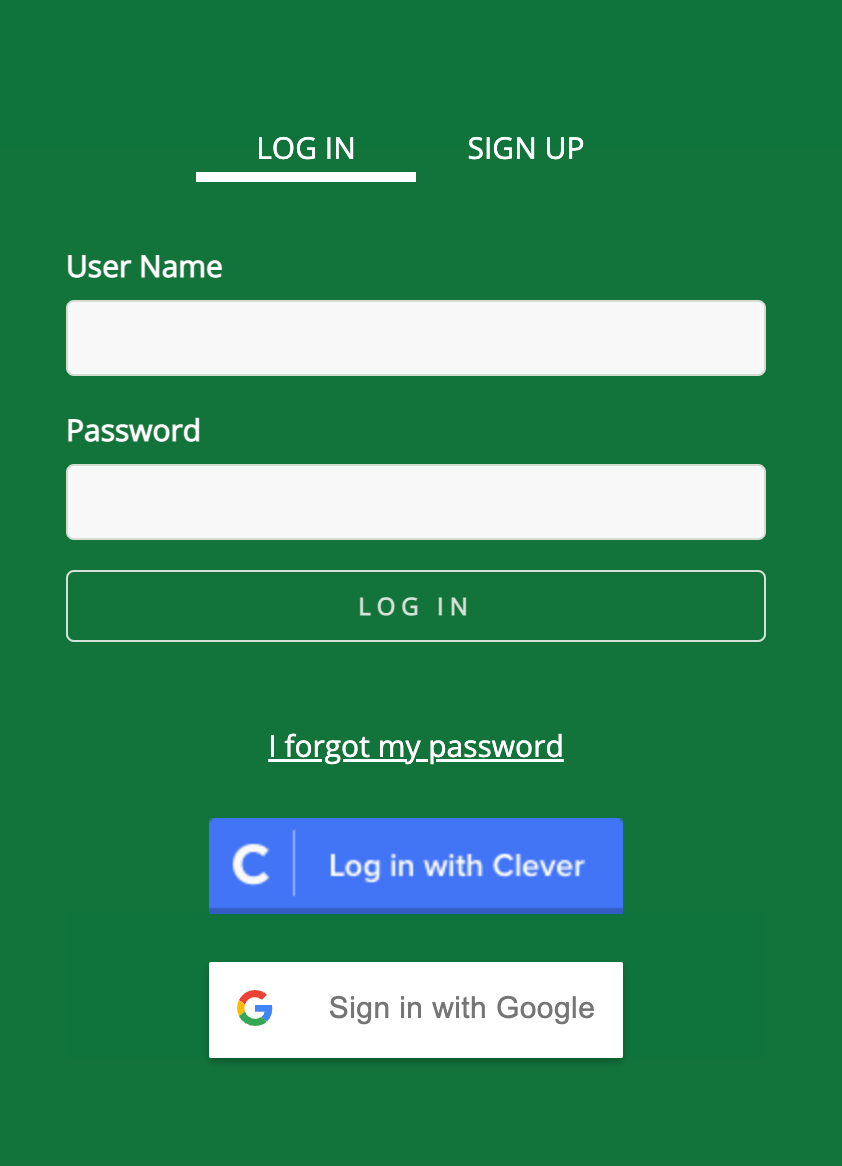 LOG IN SIGN UP
User Name
Password
LOG IN
I forgot my password
C Log in with Clever
G Sign in with Google